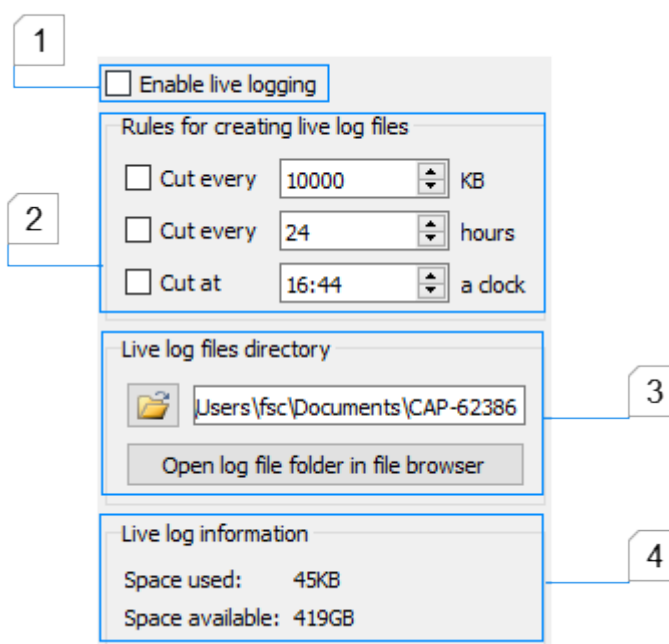 1
Enable live logging
Rules for creating live log files
Cut every 10000 KB
2
Cut every 24 hours
Cut at 16:44 a clock
Live log files directory
Users\fsc\Documents\CAP-62386
3
Open log file folder in file browser
Live log information
4
Space used: 45KB
Space available: 419GB